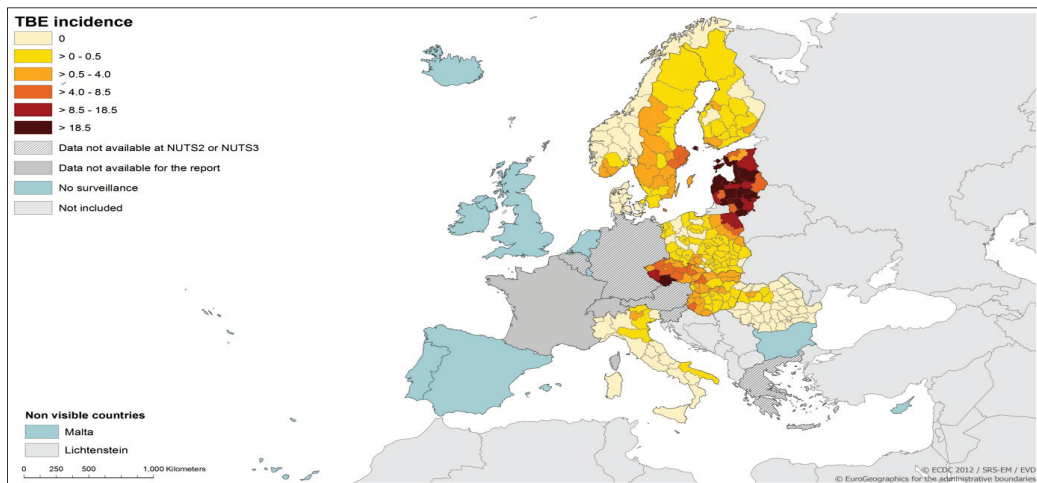 TBE incidence
0
> 0 - 0.5
> 0.5 - 4.0
> 4.0 - 8.5
> 8.5 - 18.5
> 18.5
Data not available at NUTS2 or NUTS3
Data not available for the report
No surveillance
Not included
Non visible countries
Malta
Lichtenstein
0 250 500 1,000 Kilometers
© ECDC 2012 / SRS-EM / EVD
© EuroGeographics for the administrative boundaries